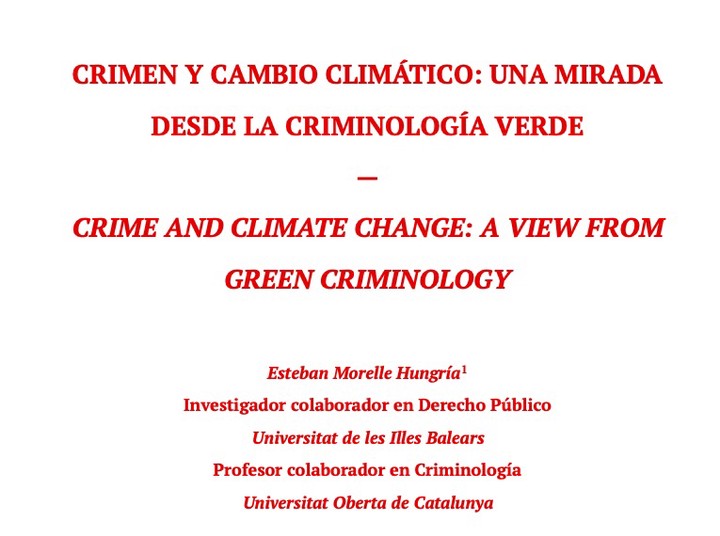 CRIMEN Y CAMBIO CLIMÁTICO: UNA MIRADA
DESDE LA CRIMINOLOGÍA VERDE
—
CRIME AND CLIMATE CHANGE: A VIEW FROM
GREEN CRIMINOLOGY
Esteban Morelle Hungría¹
Investigador colaborador en Derecho Público
Universitat de les Illes Balears
Profesor colaborador en Criminología
Universitat Oberta de Catalunya